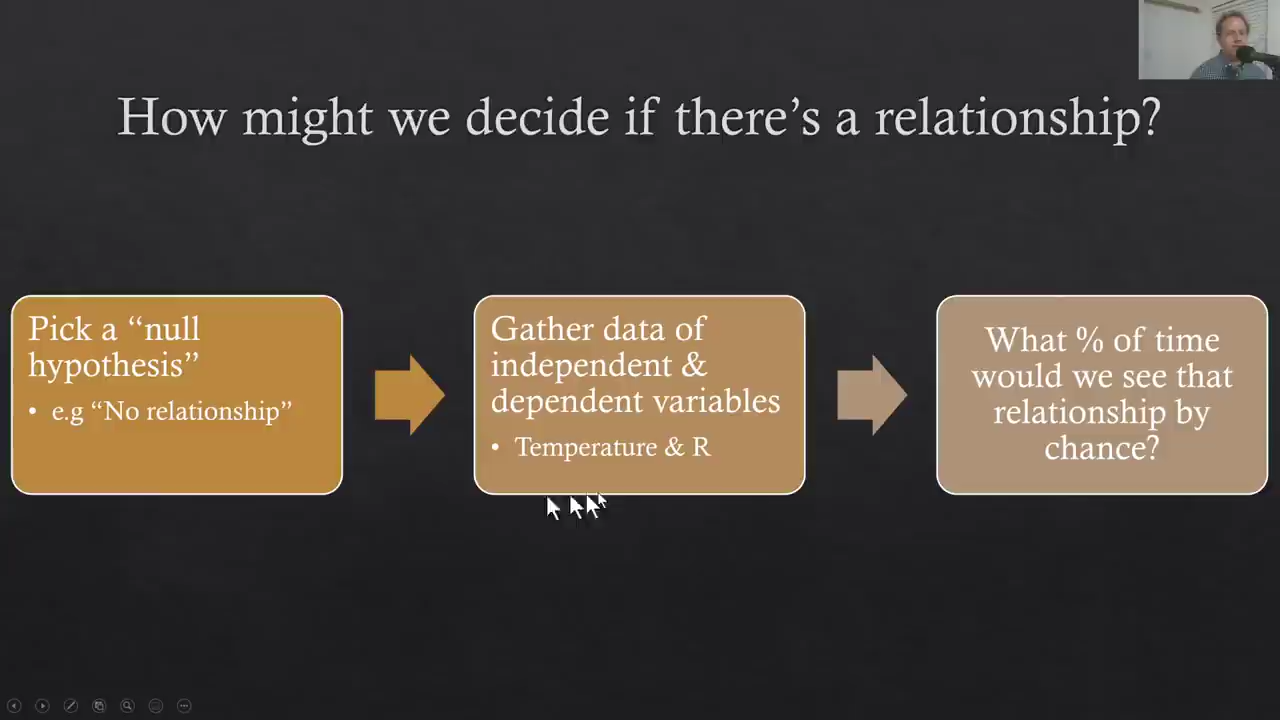 How might we decide if there’s a relationship?
Pick a “null
hypothesis”
• e.g “No relationship”
Gather data of
independent &
dependent variables
• Temperature & R
What % of time
would we see that
relationship by
chance?